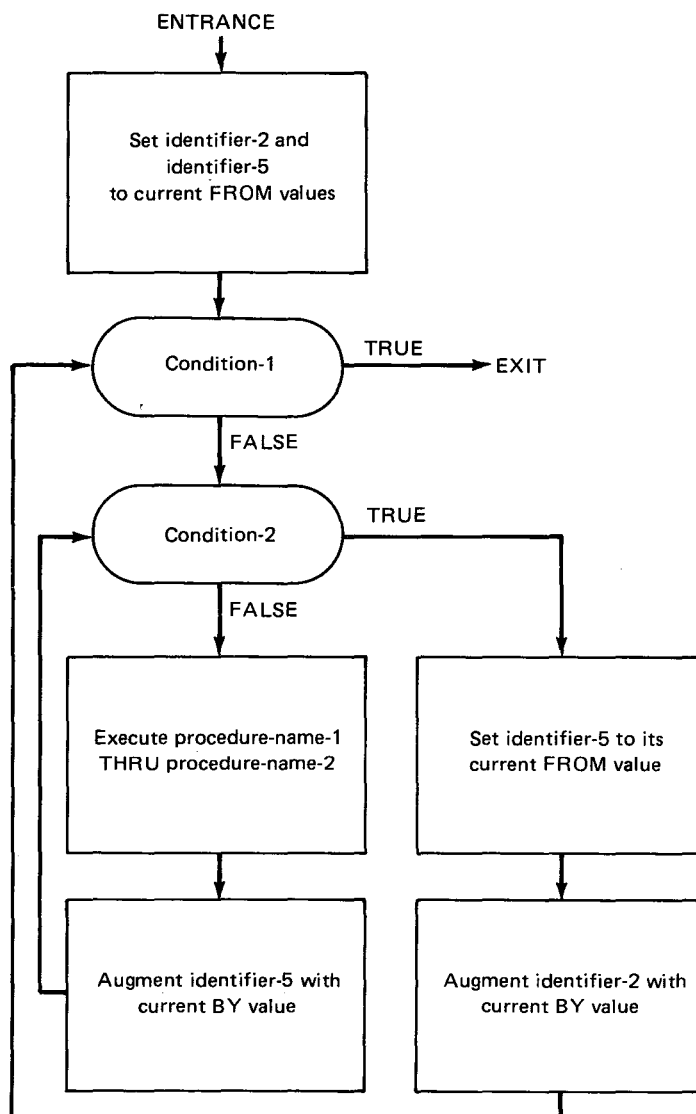 ENTRANCE
Set identifier-2 and
identifier-5
to current FROM values
Condition-1
TRUE
EXIT
FALSE
Condition-2
TRUE
FALSE
Execute procedure-name-1
THRU procedure-name-2
Set identifier-5 to its
current FROM value
Augment identifier-5 with
current BY value
Augment identifier-2 with
current BY value